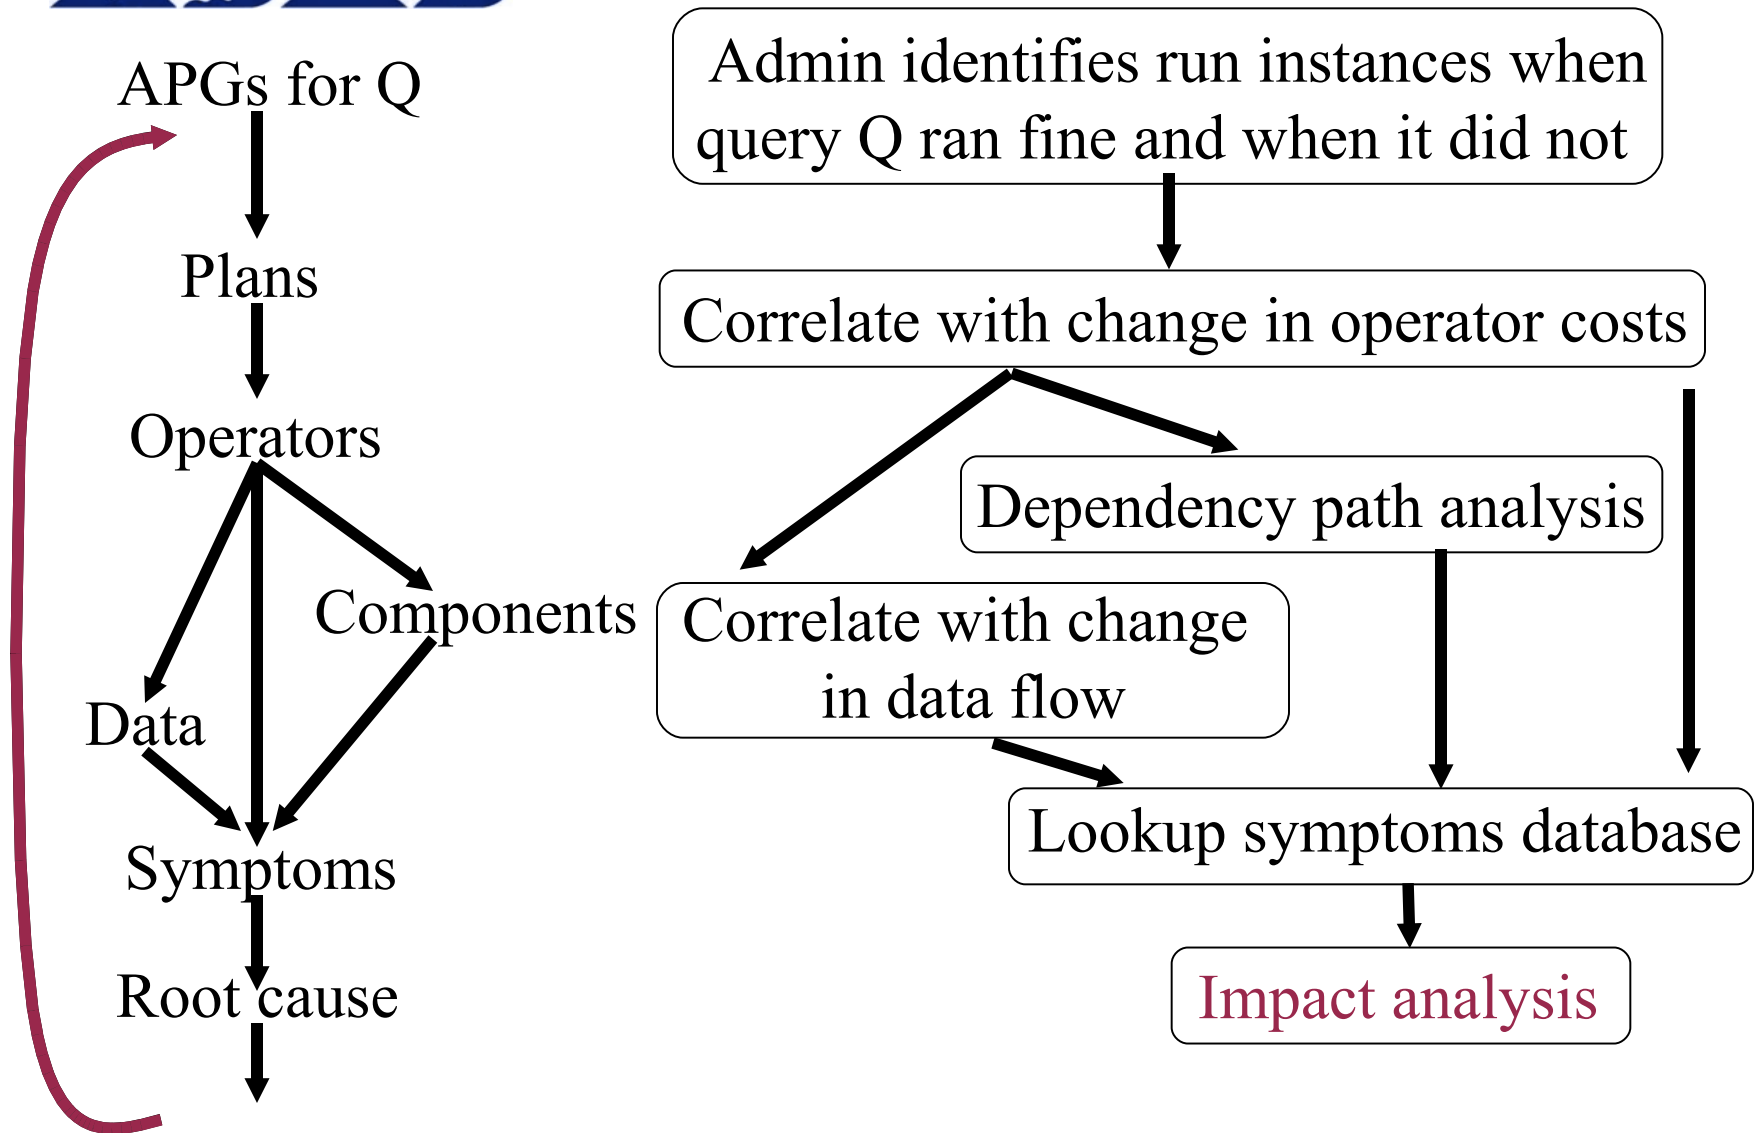 APGs for Q
Plans
Operators
Components
Data
Symptoms
Root cause
Admin identifies run instances when
query Q ran fine and when it did not
Correlate with change in operator costs
Dependency path analysis
Correlate with change
in data flow
Lookup symptoms database
Impact analysis